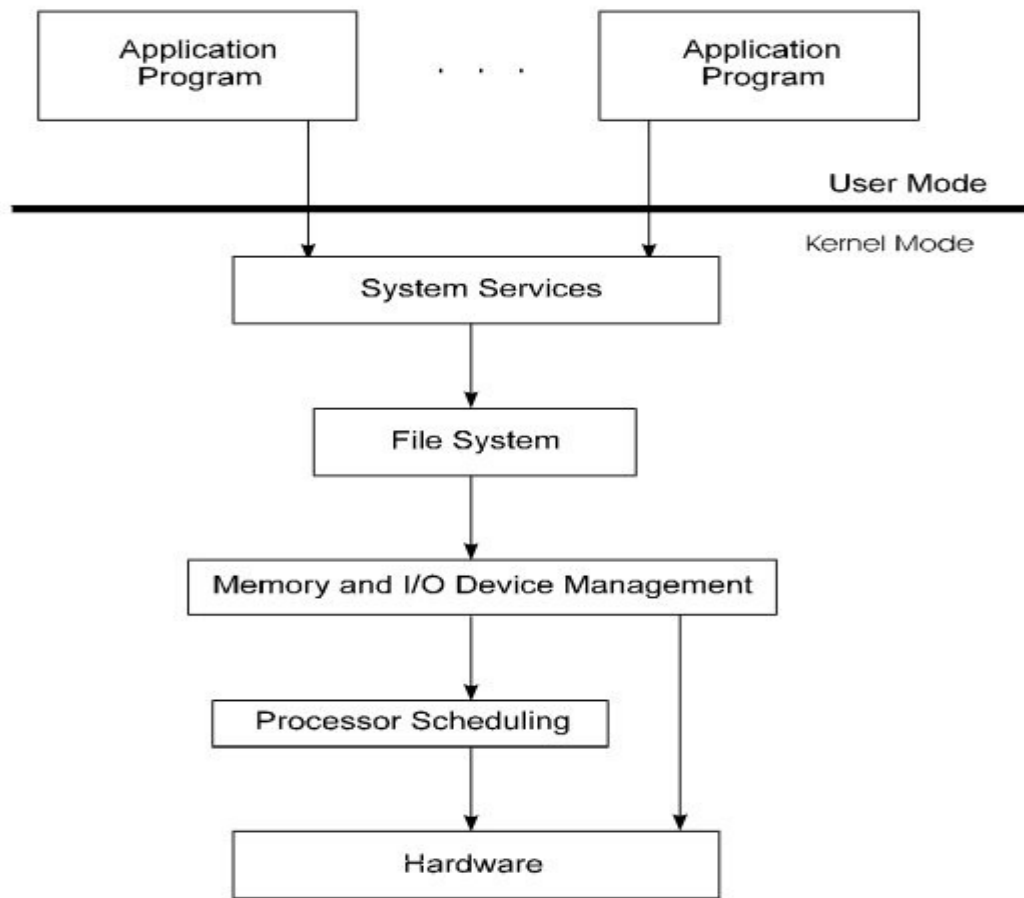 Application
Program
. . .
Application
Program
User Mode
Kernel Mode
System Services
File System
Memory and I/O Device Management
Processor Scheduling
Hardware